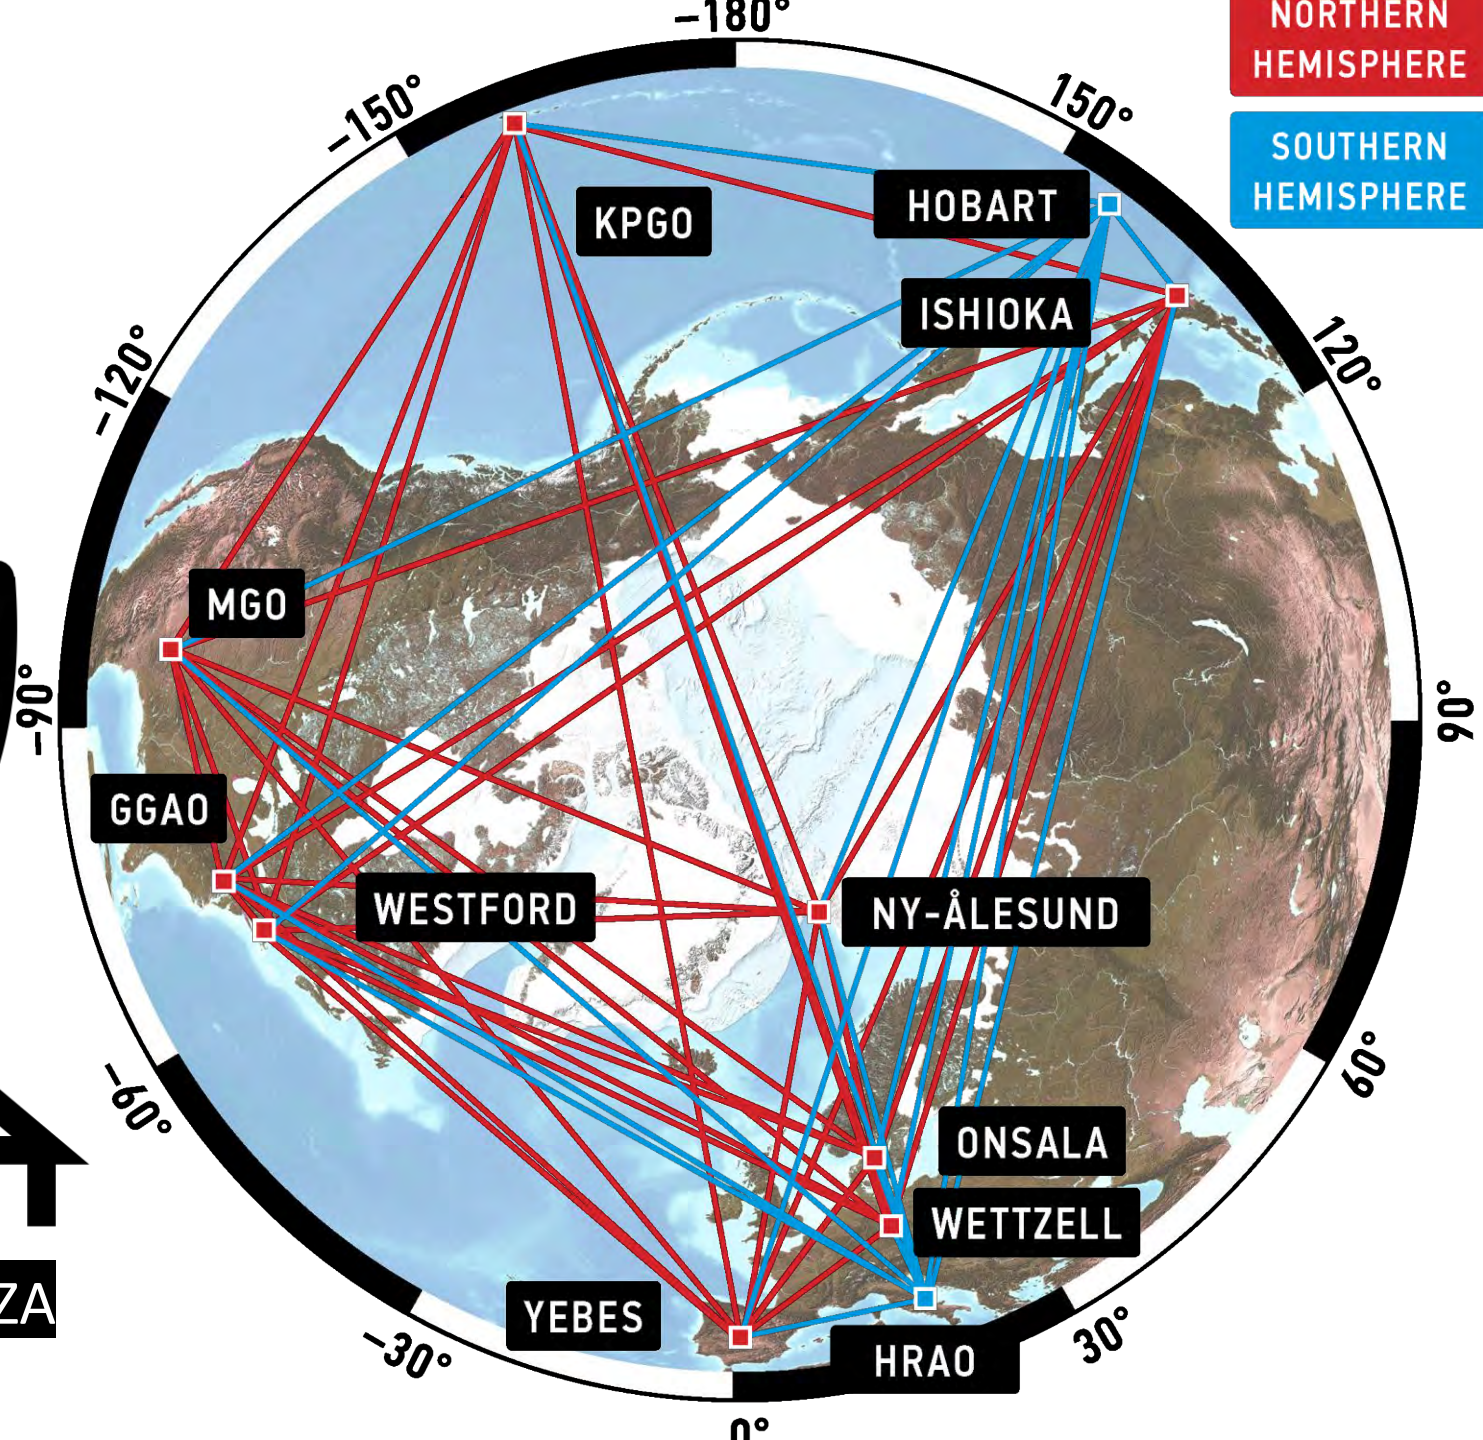 −180°
NORTHERN
HEMISPHERE
−150°
150°
SOUTHERN
HEMISPHERE
HOBART
KPGO
ISHIOKA
−120°
120°
MGO
−90°
90°
GGAO
WESTFORD
NY-ÅLESUND
−60°
60°
ONSALA
WETTZELL
ZA
YEBES
−30°
30°
HRAO
0°